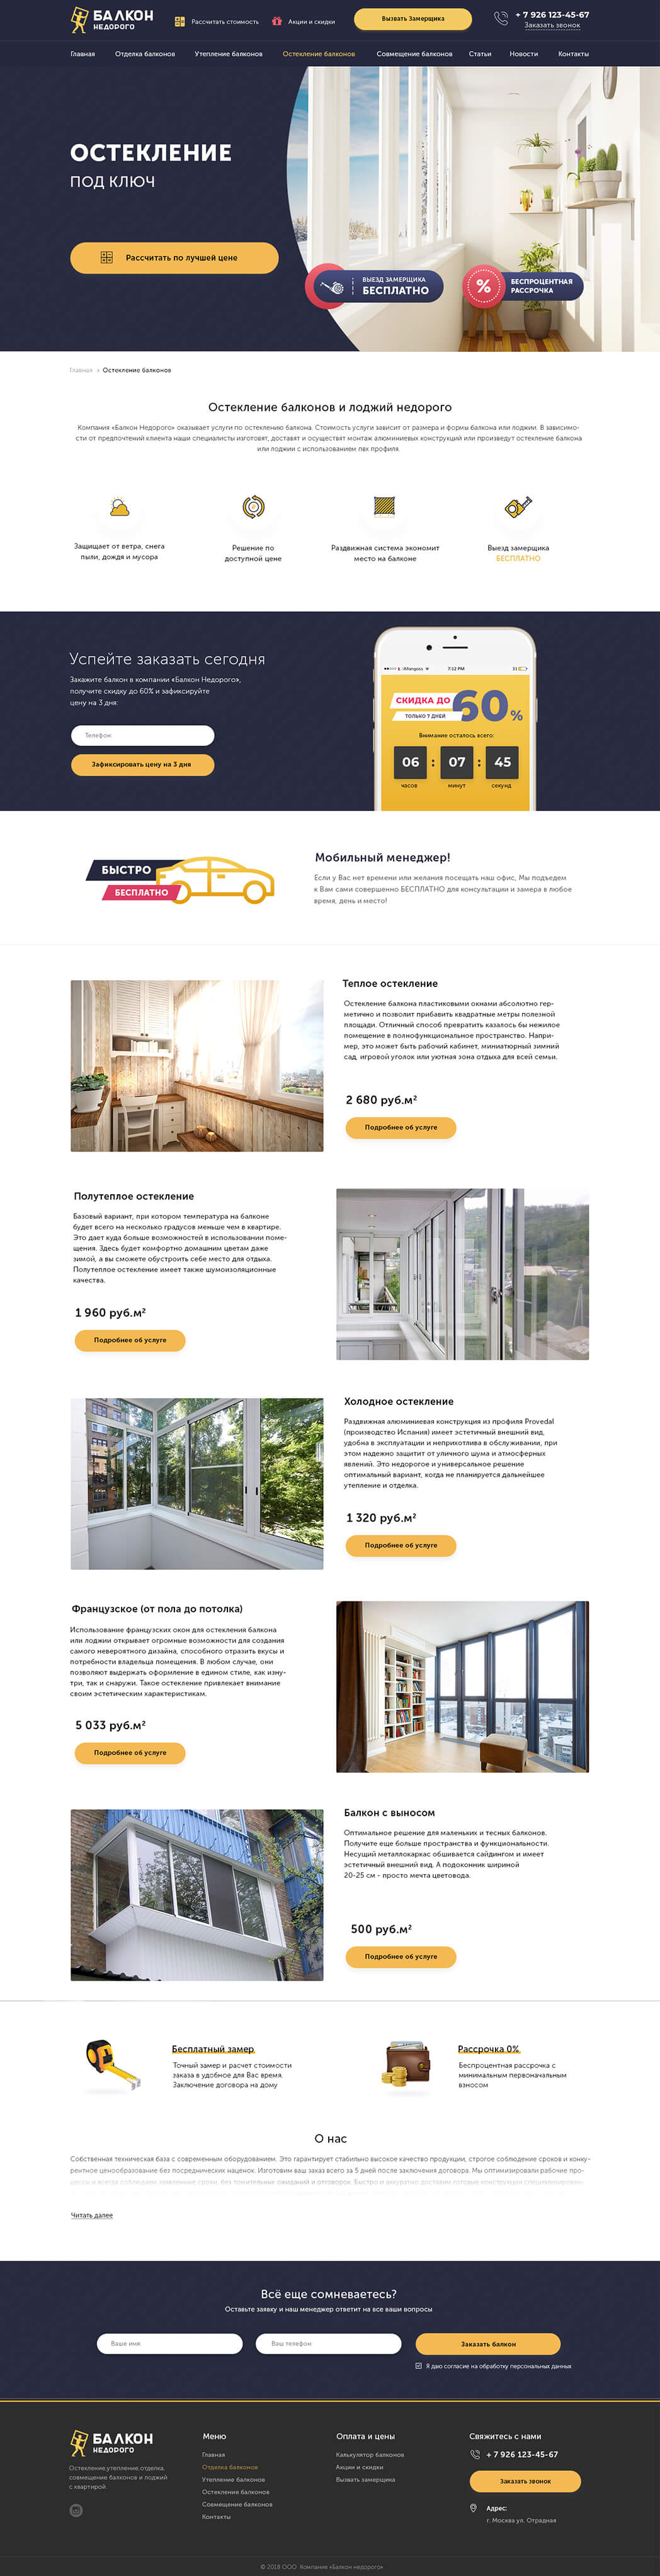 БАЛКОН
НЕДОРОГО
Рассчитать стоимость
Акции и скидки
Вызвать Замерщика
+ 7 926 123-45-67
Заказать звонок
Главная Отделка балконов Утепление балконов Остекление балконов Совмещение балконов Статьи Новости Контакты
ОСТЕКЛЕНИЕ
ПОД КЛЮЧ
Рассчитать по лучшей цене
ВЫЕЗД ЗАМЕРЩИКА
БЕСПЛАТНО
%
БЕСПРОЦЕНТНАЯ
РАССРОЧКА
Главная > Остекление балконов
Остекление балконов и лоджий недорого
Компания «Балкон Недорого» оказывает услуги по остеклению балкона. Стоимость услуги зависит от размера и формы балкона или лоджии. В зависимо-
сти от предпочтений клиента наши специалисты изготовят, доставят и осуществят монтаж алюминиевых конструкций или произведут остекление балкона
или лоджии с использованием пвх профиля.
Защищает от ветра, снега
пыли, дождя и мусора
Решение по
доступной цене
Раздвижная система экономит
место на балконе
Выезд замерщика
БЕСПЛАТНО
Успейте заказать сегодня
Закажите балкон в компании «Балкон Недорого»,
получите скидку до 60% и зафиксируйте
цену на 3 дня:
Телефон
Зафиксировать цену на 3 дня
7:12 PM
СКИДКА ДО
60%
ТОЛЬКО 7 ДНЕЙ
Внимание осталось всего:
06 : 07 : 45
часов минут секунд
БЫСТРО
БЕСПЛАТНО
Мобильный менеджер!
Если у Вас нет времени или желания посещать наш офис, Мы подъедем
к Вам сами совершенно БЕСПЛАТНО для консультации и замера в любое
время, день и место!
Теплое остекление
Остекление балкона пластиковыми окнами абсолютно гер-
метично и позволит прибавить квадратные метры полезной
площади. Отличный способ превратить казалось бы нежилое
помещение в полнофункциональное пространство. Напри-
мер, это может быть рабочий кабинет, миниатюрный зимний
сад, игровой уголок или уютная зона отдыха для всей семьи.
2 680 руб.м²
Подробнее об услуге
Полутеплое остекление
Базовый вариант, при котором температура на балконе
будет всего на несколько градусов меньше чем в квартире.
Это дает куда больше возможностей в использовании поме-
щения. Здесь будет комфортно домашним цветам даже
зимой, а вы сможете обустроить себе место для отдыха.
Полутеплое остекление имеет также шумоизоляционные
качества.
1 960 руб.м²
Подробнее об услуге
Холодное остекление
Раздвижная алюминиевая конструкция из профиля Provedal
(производство Испания) имеет эстетичный внешний вид,
удобна в эксплуатации и неприхотлива в обслуживании, при
этом надежно защитит от уличного шума и атмосферных
явлений. Это недорогое и универсальное решение
оптимальный вариант, когда не планируется дальнейшее
утепление и отделка.
1 320 руб.м²
Подробнее об услуге
Французское (от пола до потолка)
Использование французских окон для остекления балкона
или лоджии открывает огромные возможности для создания
самого невероятного дизайна, способного отразить вкусы и
потребности владельца помещения. В любом случае, они
позволяют выдержать оформление в едином стиле, как изну-
три, так и снаружи. Такое остекление привлекает внимание
своим эстетическим характеристикам.
5 033 руб.м²
Подробнее об услуге
Балкон с выносом
Оптимальное решение для маленьких и тесных балконов.
Получите еще больше пространства и функциональности.
Несущий металлокаркас обшивается сайдингом и имеет
эстетичный внешний вид. А подоконник шириной
20-25 см - просто мечта цветовода.
500 руб.м²
Подробнее об услуге
Бесплатный замер
Точный замер и расчет стоимости
заказа в удобное для Вас время.
Заключение договора на дому
Рассрочка 0%
Беспроцентная рассрочка с
минимальным первоначальным
взносом
О нас
Собственная техническая база с современным оборудованием. Это гарантирует стабильно высокое качество продукции, строгое соблюдение сроков и конку-
рентное ценообразование без посреднических наценок. Изготовим ваш заказ всего за 5 дней после заключения договора. Мы оптимизировали рабочие про-
цессы и всегда соблюдаем заявленные сроки, без томительных ожиданий и отговорок. Быстро и аккуратно доставим готовые конструкции
Читать далее
Всё еще сомневаетесь?
Оставьте заявку и наш менеджер ответит на все ваши вопросы
Ваше имя
Ваш телефон
Заказать балкон
Я даю согласие на обработку персональных данных
БАЛКОН
НЕДОРОГО
Остекление,утепление,отделка,
совмещение балконов и лоджий
с квартирой.
Меню
Главная
Отделка балконов
Утепление балконов
Остекление балконов
Совмещение балконов
Контакты
Оплата и цены
Калькулятор балконов
Акции и скидки
Вызвать замерщика
Свяжитесь с нами
+ 7 926 123-45-67
Заказать звонок
Адрес:
г. Москва ул. Отрадная
© 2018 ООО Компания «Балкон недорого»